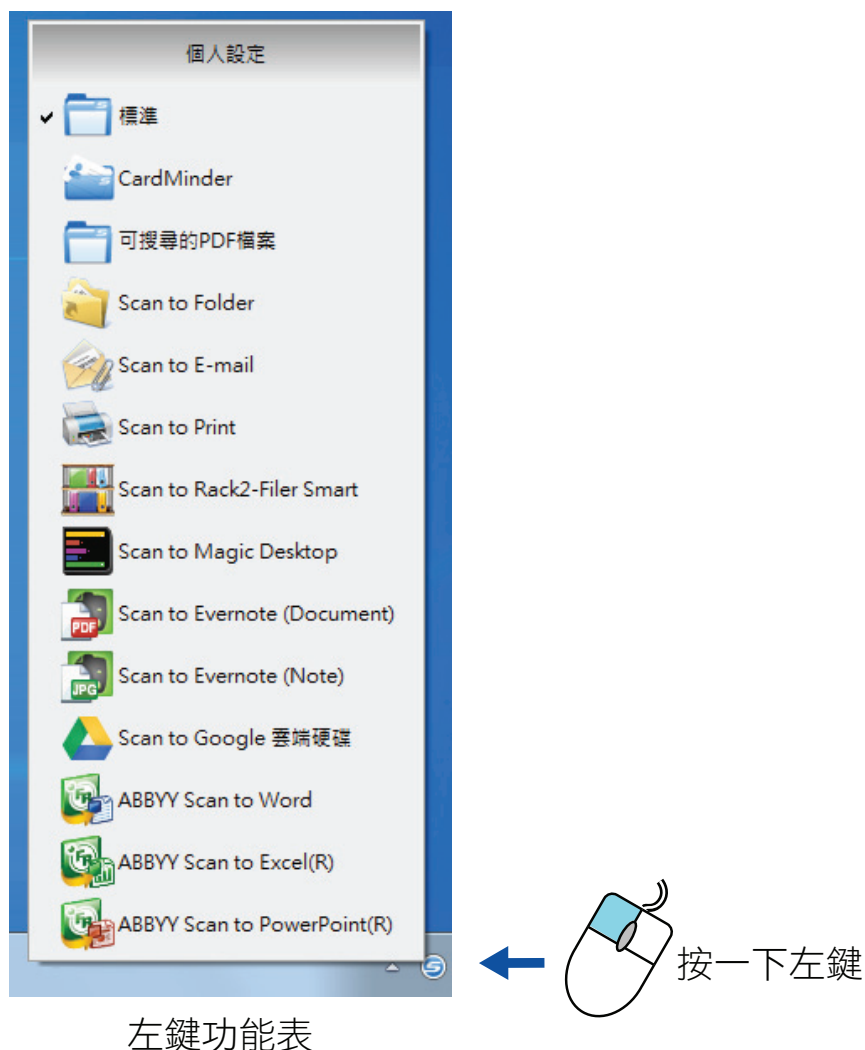 個人設定
標準
CardMinder
可搜尋的PDF檔案
Scan to Folder
Scan to E-mail
Scan to Print
Scan to Rack2-Filer Smart
Scan to Magic Desktop
PDF
Scan to Evernote (Document)
JPG
Scan to Evernote (Note)
Scan to Google 雲端硬碟
ABBYY Scan to Word
ABBYY Scan to Excel(R)
ABBYY Scan to PowerPoint(R)
按一下左鍵
左鍵功能表